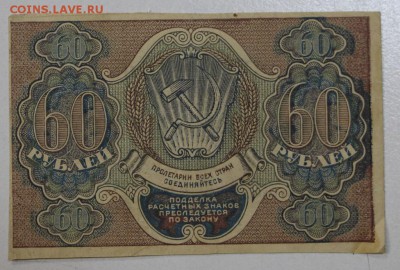 COINS.LAVE.RU
60 60
60 60
РУБЛЕЙ РУБЛЕЙ
ПРОЛЕТАРИИ ВСЕХ СТРАН
СОЕДИНЯЙТЕСЬ
ПОДДЕЛКА
РАСЧЕТНЫХ ЗНАКОВ
ПРЕСЛЕДУЕТСЯ
ПО ЗАКОНУ
60 60